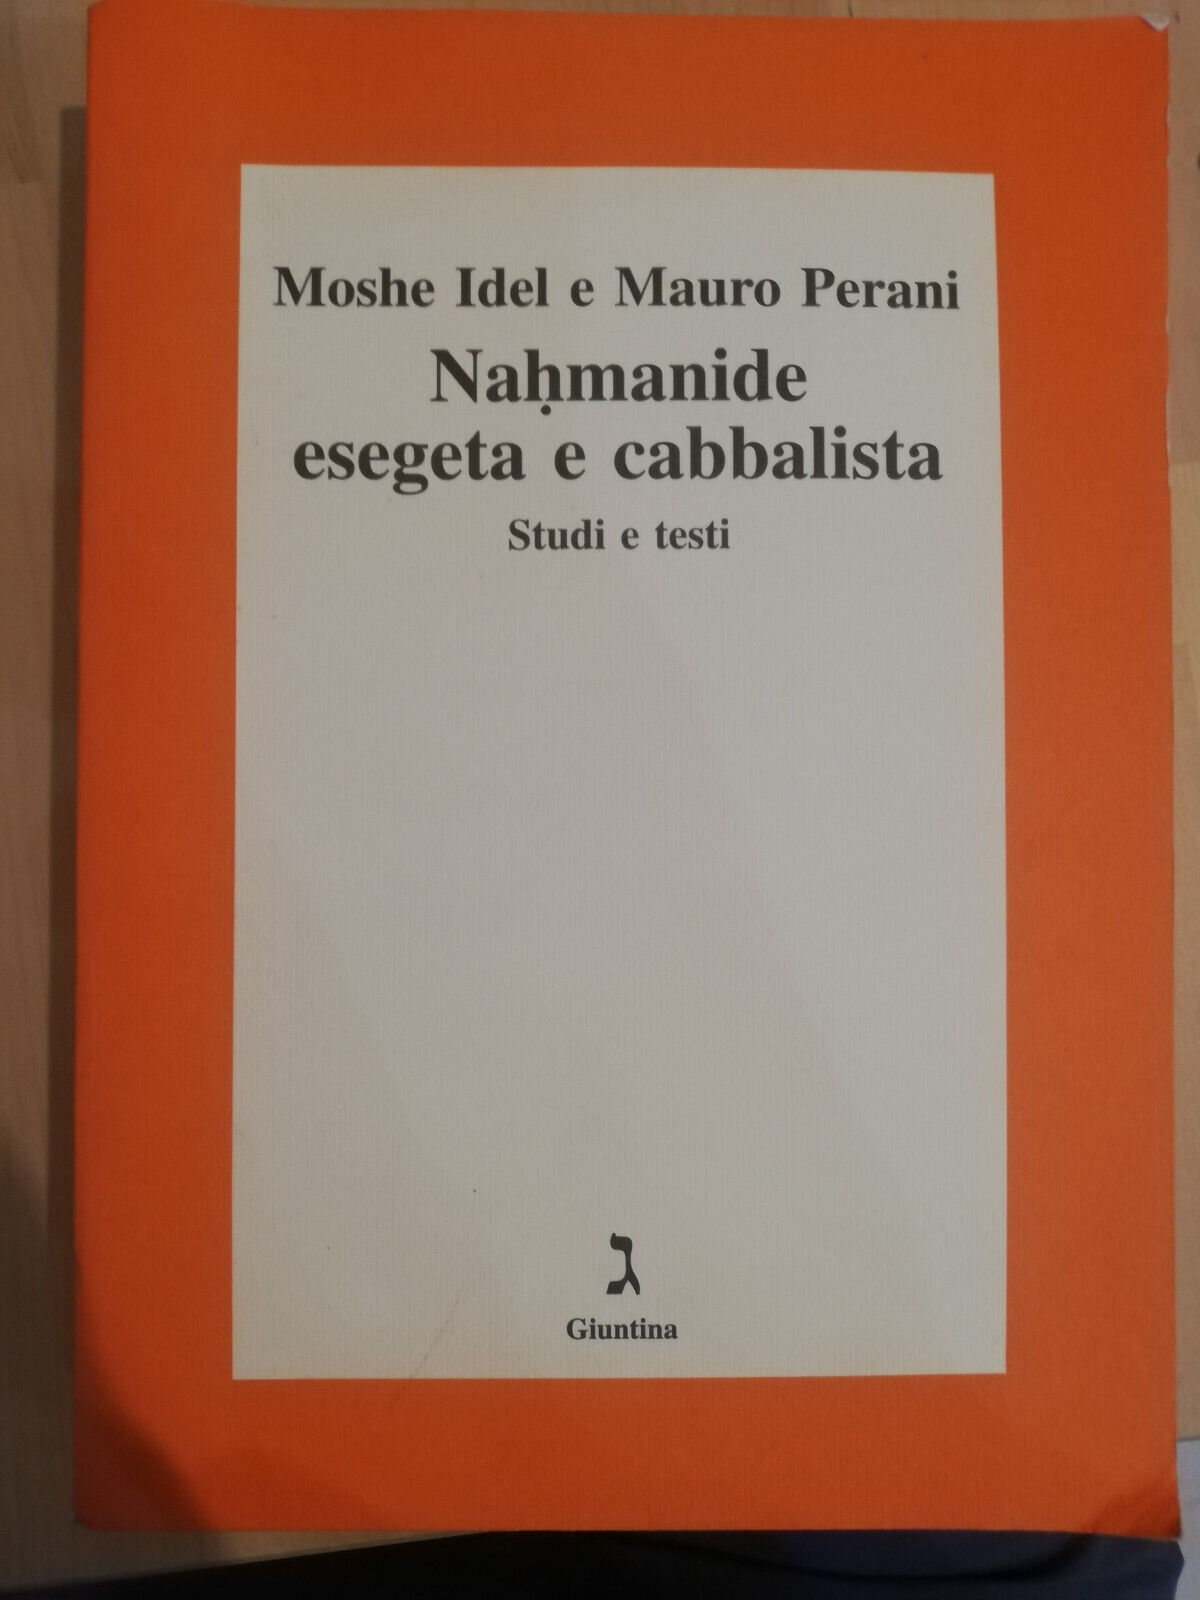 Moshe Idel e Mauro Perani
Naḥmanide
esegeta e cabbalista
Studi e testi
ג
Giuntina